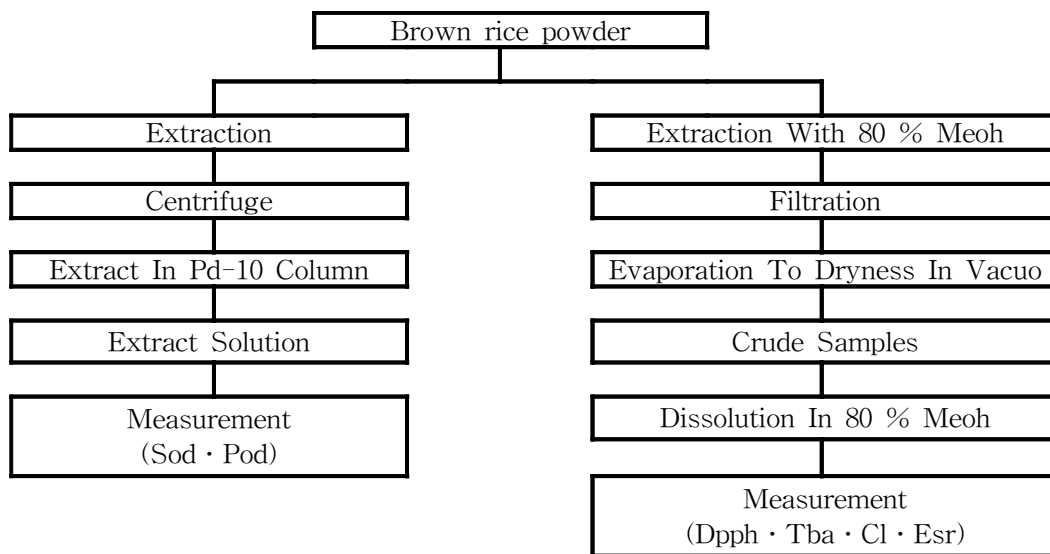 Brown rice powder
Extraction
Centrifuge
Extract In Pd-10 Column
Extract Solution
Measurement
(Sod · Pod)
Extraction With 80 % Meoh
Filtration
Evaporation To Dryness In Vacuo
Crude Samples
Dissolution In 80 % Meoh
Measurement
(Dpph · Tba · Cl · Esr)